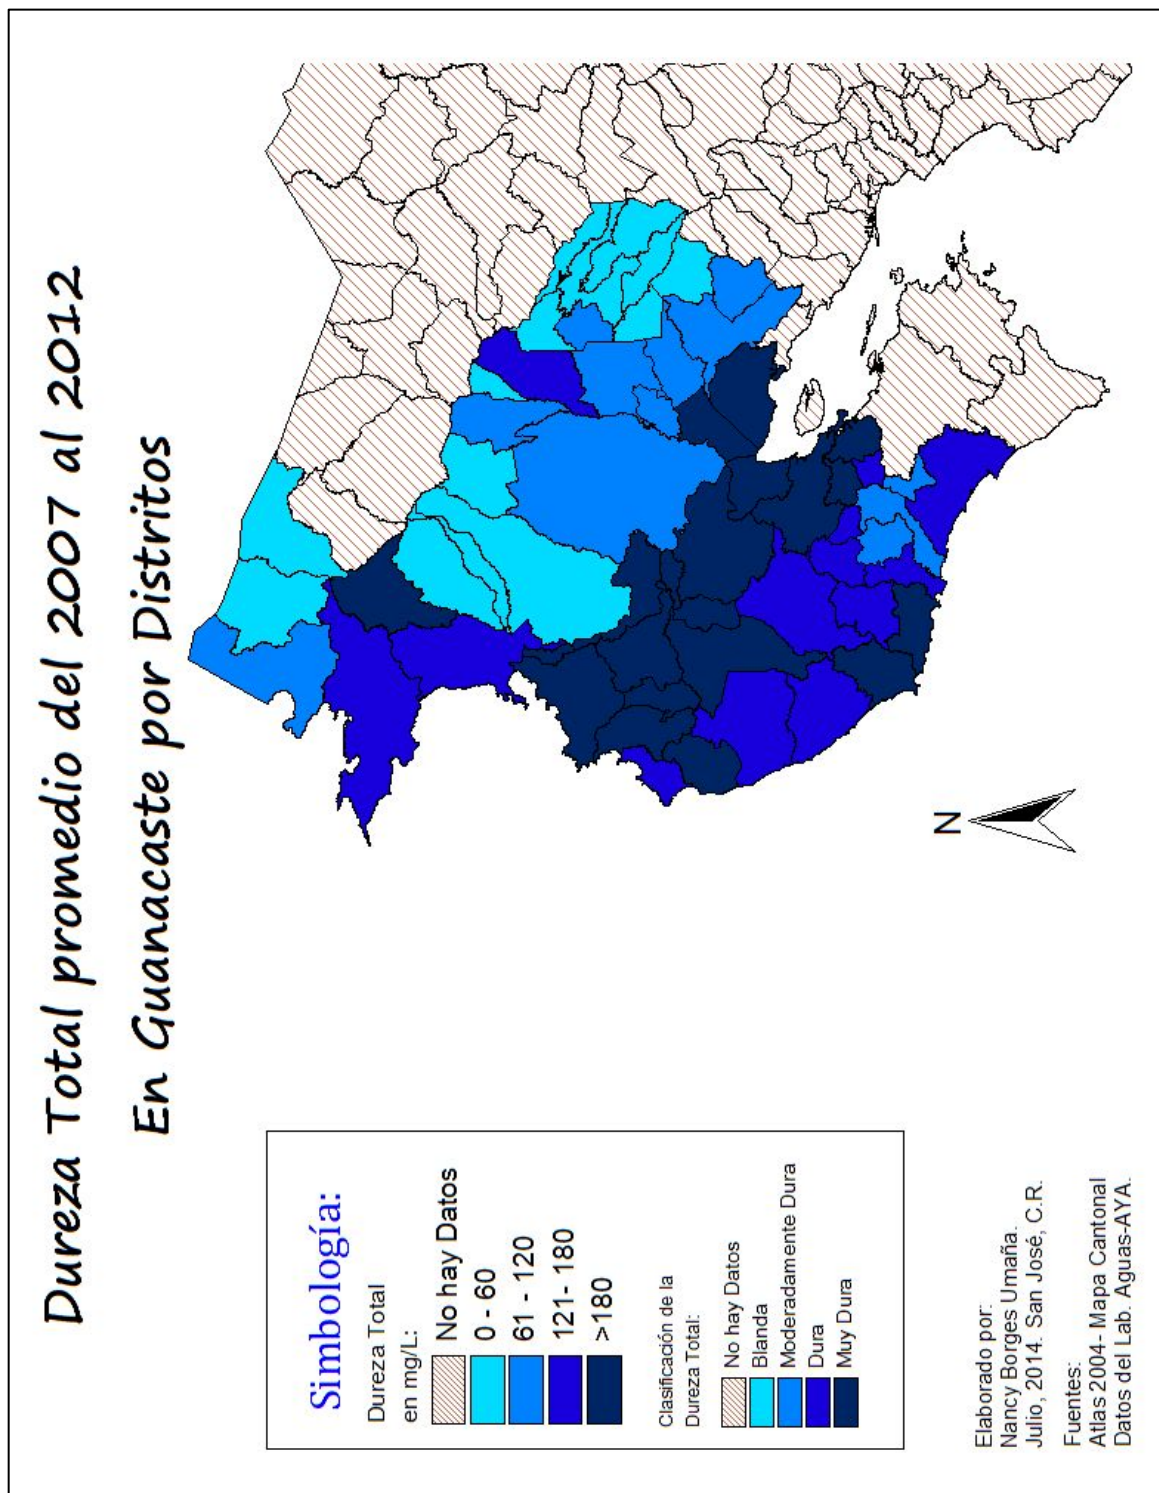 Dureza Total promedio del 2007 al 2012
En Guanacaste por Distritos
Simbología:
Dureza Total
en mg/L:
No hay Datos
0 - 60
61 - 120
121- 180
>180
Clasificación de la
Dureza Total:
No hay Datos
Blanda
Moderadamente Dura
Dura
Muy Dura
N
Elaborado por:
Nancy Borges Umaña.
Julio, 2014. San José, C.R.
Fuentes:
Atlas 2004- Mapa Cantonal
Datos del Lab. Aguas-AYA.